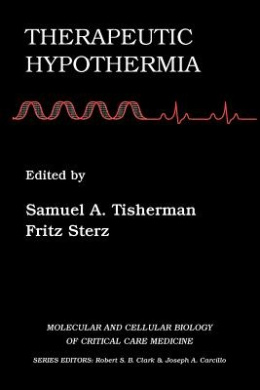 THERAPEUTIC
HYPOTHERMIA
Edited by
Samuel A. Tisherman
Fritz Sterz
MOLECULAR AND CELLULAR BIOLOGY
OF CRITICAL CARE MEDICINE
SERIES EDITORS: Robert S. B. Clark & Joseph A. Carcillo